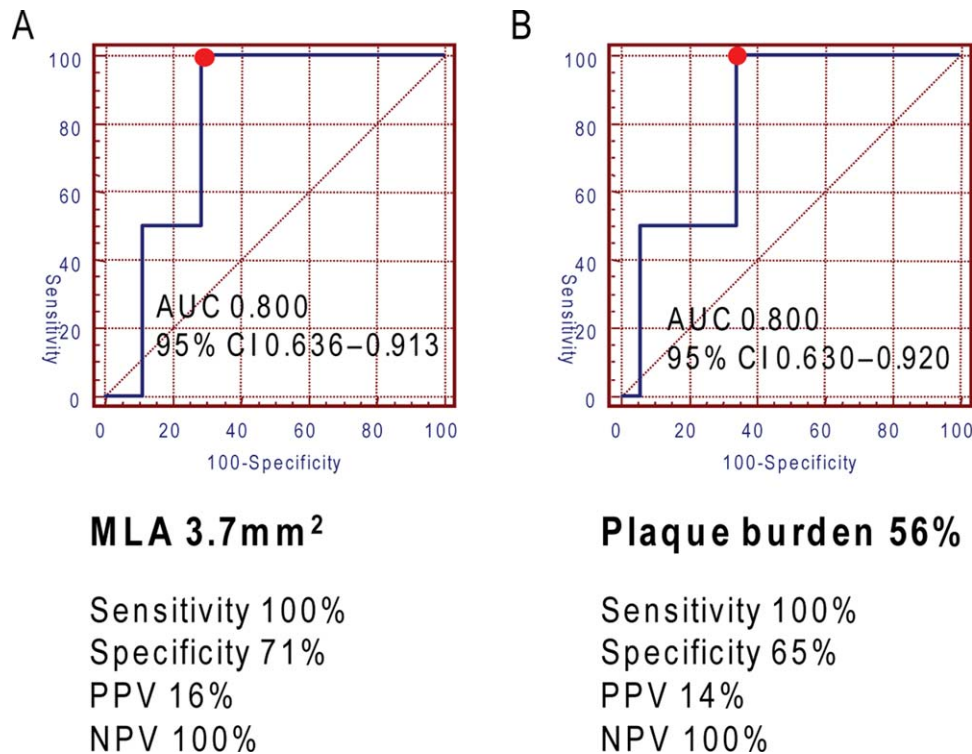 A
100
80
60
40
20
0
Sensitivity
AUC 0.800
95% CI 0.636–0.913
0 20 40 60 80 100
100-Specificity
MLA 3.7mm²
Sensitivity 100%
Specificity 71%
PPV 16%
NPV 100%
B
100
80
60
40
20
0
Sensitivity
AUC 0.800
95% CI 0.630–0.920
0 20 40 60 80 100
100-Specificity
Plaque burden 56%
Sensitivity 100%
Specificity 65%
PPV 14%
NPV 100%